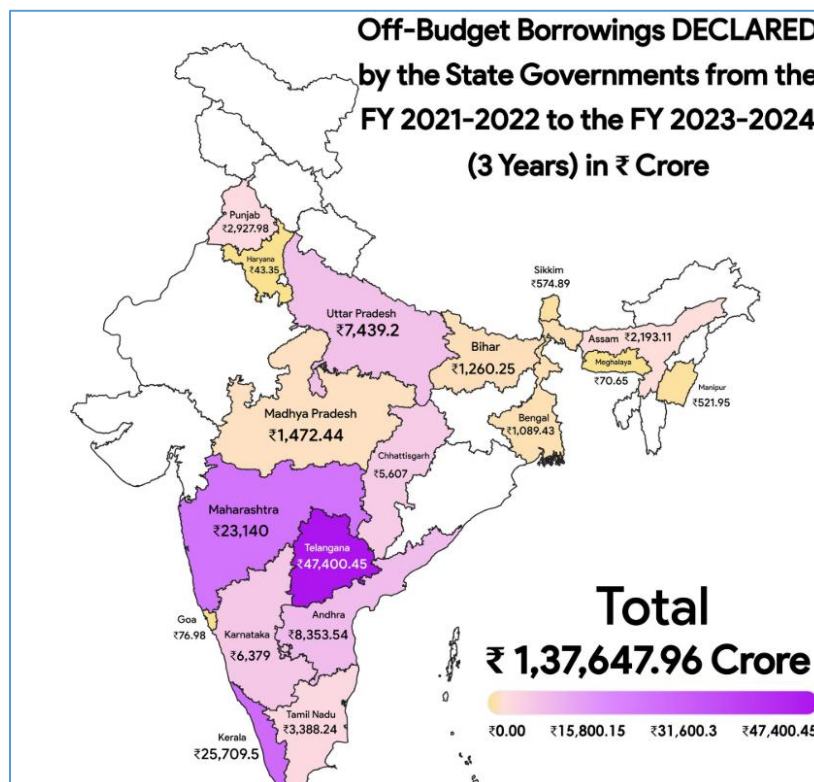 Off-Budget Borrowings DECLARED
by the State Governments from the
FY 2021-2022 to the FY 2023-2024
(3 Years) in ₹ Crore
Punjab
₹2,927.98
Haryana
₹43.35
Sikkim
₹574.89
Uttar Pradesh
₹7,439.2
Bihar
₹1,260.25
Assam ₹2,193.11
Meghalaya
₹70.65
Manipur
₹521.95
Madhya Pradesh
₹1,472.44
Bengal
₹1,089.43
Chhattisgarh
₹5,607
Maharashtra
₹23,140
Telangana
₹47,400.45
Goa
₹76.98
Karnataka
₹6,379
Andhra
₹8,353.54
Tamil Nadu
₹3,388.24
Kerala
₹25,709.5
Total
₹ 1,37,647.96 Crore
₹0.00 ₹15,800.15 ₹31,600.3 ₹47,400.45